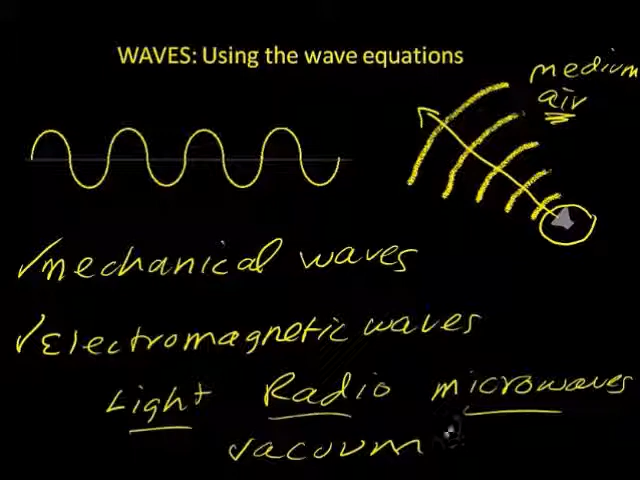 WAVES: Using the wave equations
medium
air
✓mechanical waves
✓Electromagnetic waves
Light Radio microwaves
vacuum